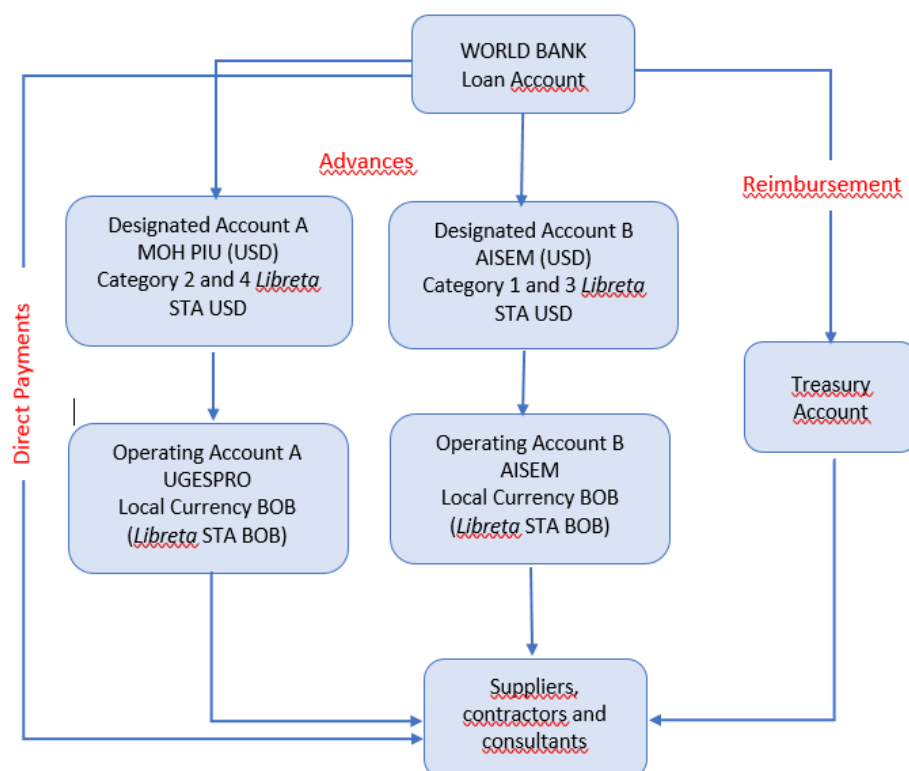 WORLD BANK
Loan Account
Advances
Reimbursement
Designated Account A
MOH PIU (USD)
Category 2 and 4 Libreta
STA USD
Designated Account B
AISEM (USD)
Category 1 and 3 Libreta
STA USD
Direct Payments
Treasury
Account
Operating Account A
UGESPRO
Local Currency BOB
(Libreta STA BOB)
Operating Account B
AISEM
Local Currency BOB
(Libreta STA BOB)
Suppliers,
contractors and
consultants